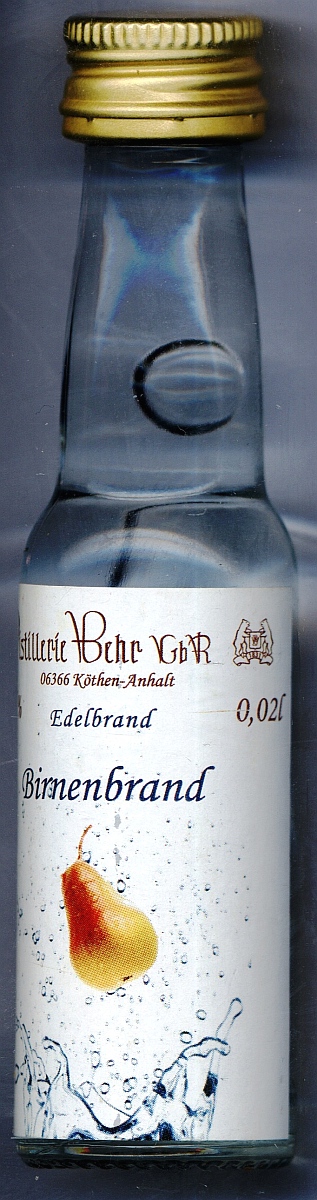 stillerie Behr GbR
06366 Köthen-Anhalt
% Edelbrand 0,02l
Birnenbrand